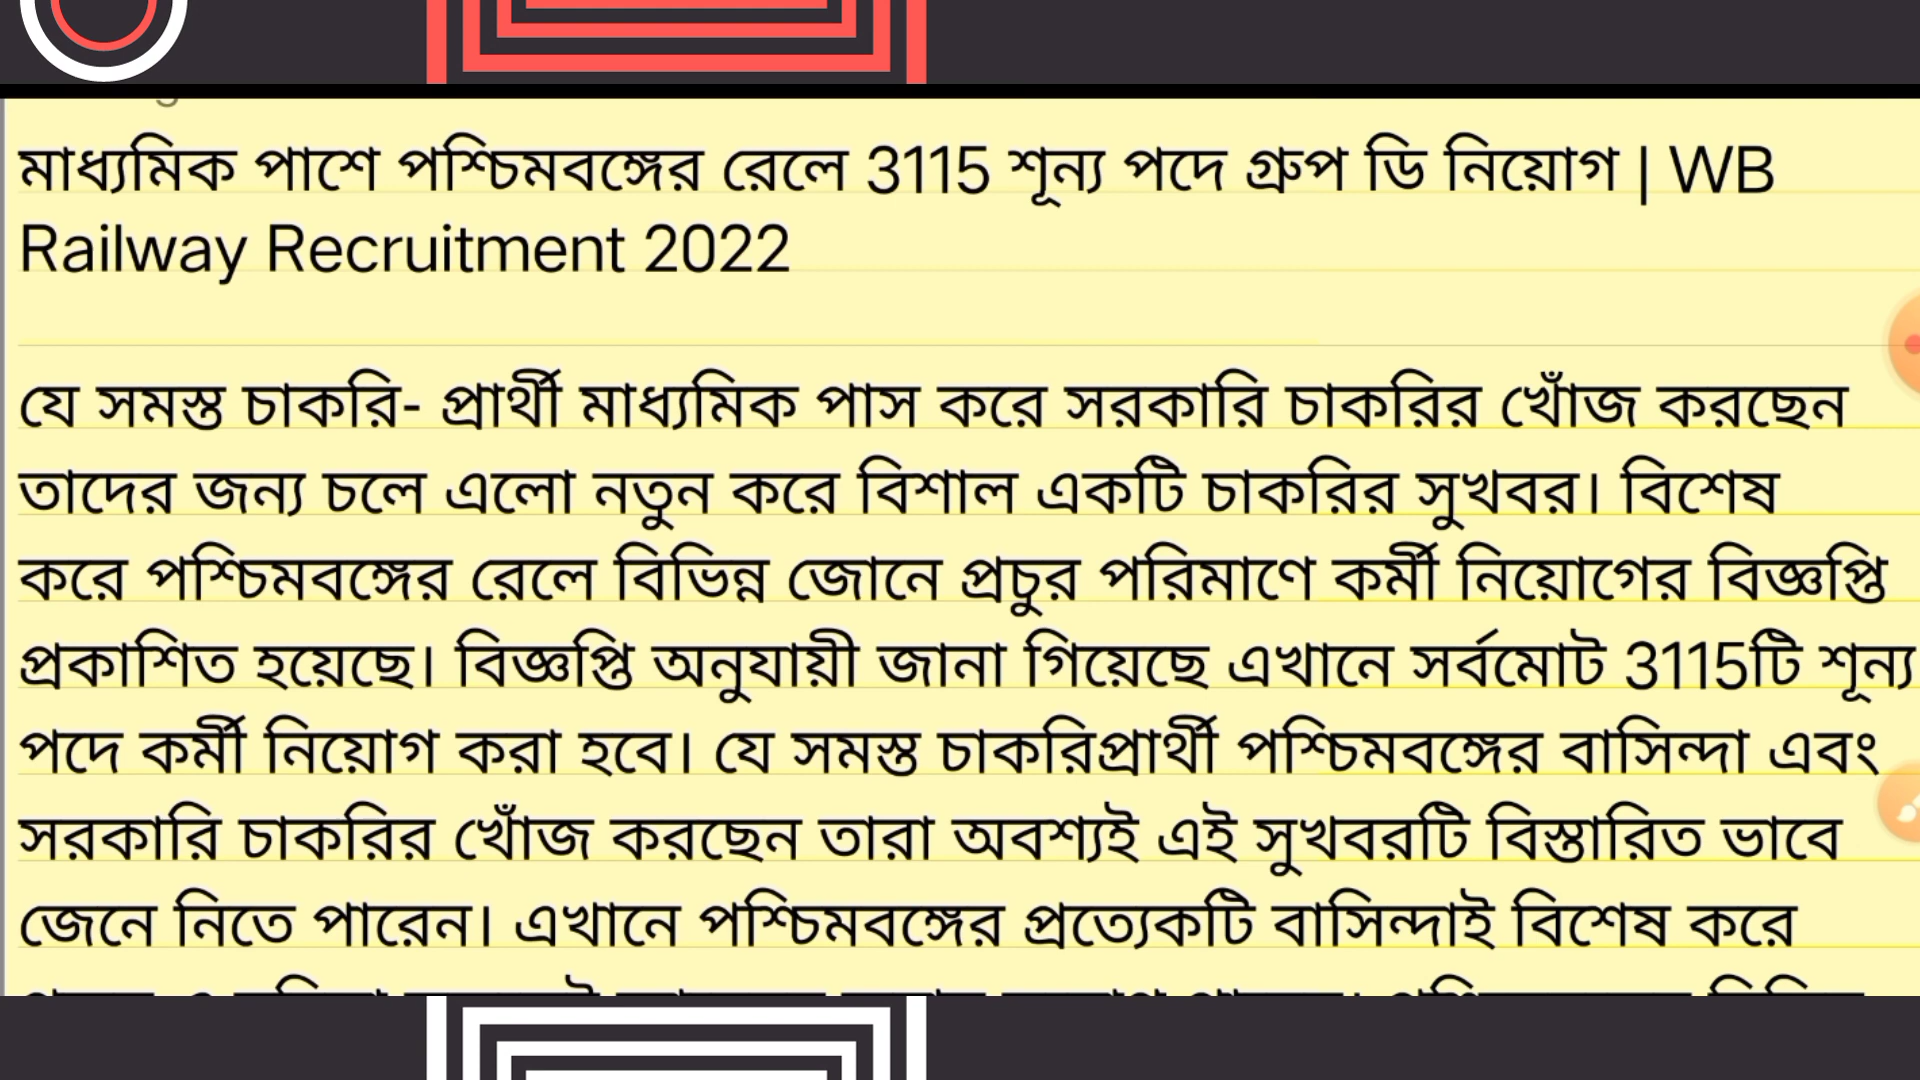 মাধ্যমিক পাশে পশ্চিমবঙ্গের রেলে 3115 শূন্য পদে গ্রুপ ডি নিয়োগ | WB
Railway Recruitment 2022
যে সমস্ত চাকরি- প্রার্থী মাধ্যমিক পাস করে সরকারি চাকরির খোঁজ করছেন
তাদের জন্য চলে এলো নতুন করে বিশাল একটি চাকরির সুখবর। বিশেষ
করে পশ্চিমবঙ্গের রেলে বিভিন্ন জোনে প্রচুর পরিমাণে কর্মী নিয়োগের বিজ্ঞপ্তি
প্রকাশিত হয়েছে। বিজ্ঞপ্তি অনুযায়ী জানা গিয়েছে এখানে সর্বমোট 3115টি শূন্য
পদে কর্মী নিয়োগ করা হবে। যে সমস্ত চাকরিপ্রার্থী পশ্চিমবঙ্গের বাসিন্দা এবং
সরকারি চাকরির খোঁজ করছেন তারা অবশ্যই এই সুখবরটি বিস্তারিত ভাবে
জেনে নিতে পারেন। এখানে পশ্চিমবঙ্গের প্রত্যেকটি বাসিন্দাই বিশেষ করে